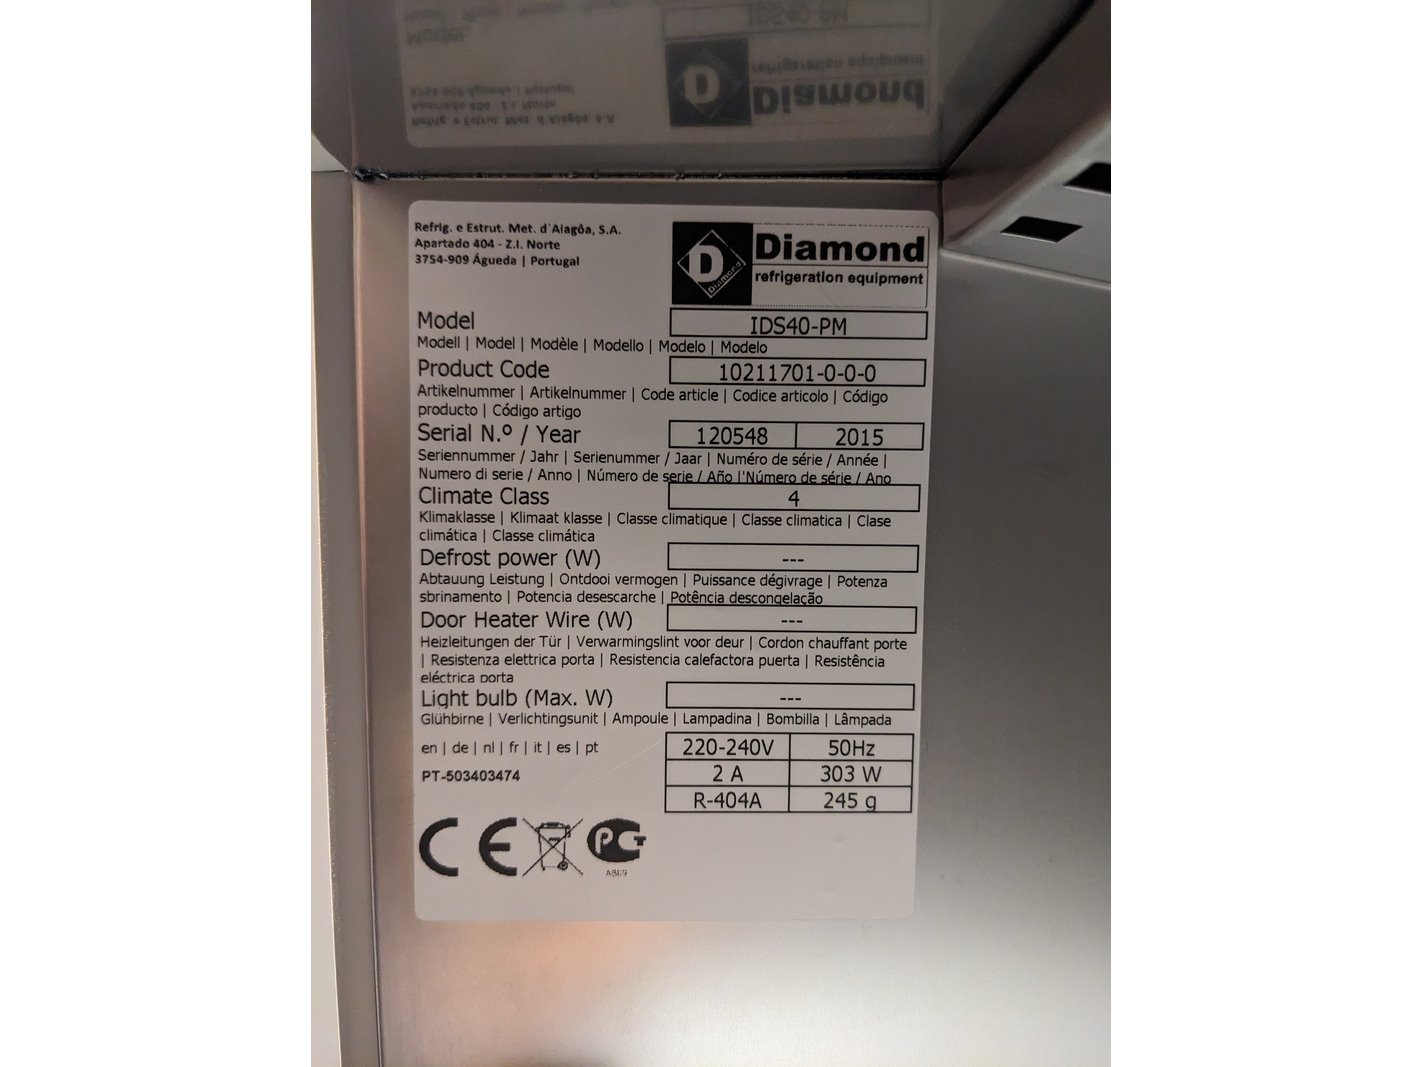 Refrig. e Estrut. Met. d'Alagôa, S.A.
Apartado 404 - Z.I. Norte
3754-909 Águeda | Portugal
D
Diamond
Diamond
refrigeration equipment
Model
IDS40-PM
Modell | Model | Modèle | Modello | Modelo | Modelo
Product Code
10211701-0-0-0
Artikelnummer | Artikelnummer | Code article | Codice articolo | Código
producto | Código artigo
Serial N.º / Year
120548
2015
Seriennummer / Jahr | Serienummer / Jaar | Numéro de série / Année |
Numero di serie / Anno | Número de serie / Año |'Número de série / Ano
Climate Class
4
Klimaklasse | Klimaat klasse | Classe climatique | Classe climatica | Clase
climática | Classe climática
Defrost power (W)
---
Abtauung Leistung | Ontdooi vermogen | Puissance dégivrage | Potenza
sbrinamento | Potencia desescarche | Potência descongelação
Door Heater Wire (W)
---
Heizleitungen der Tür | Verwarmingslint voor deur | Cordon chauffant porte
| Resistenza elettrica porta | Resistencia calefactora puerta | Resistência
eléctrica porta
Light bulb (Max. W)
---
Glühbirne | Verlichtingsunit | Ampoule | Lampadina | Bombilla | Lâmpada
en | de | nl | fr | it | es | pt
220-240V
50Hz
PT-503403474
2 A
303 W
R-404A
245 g
CE